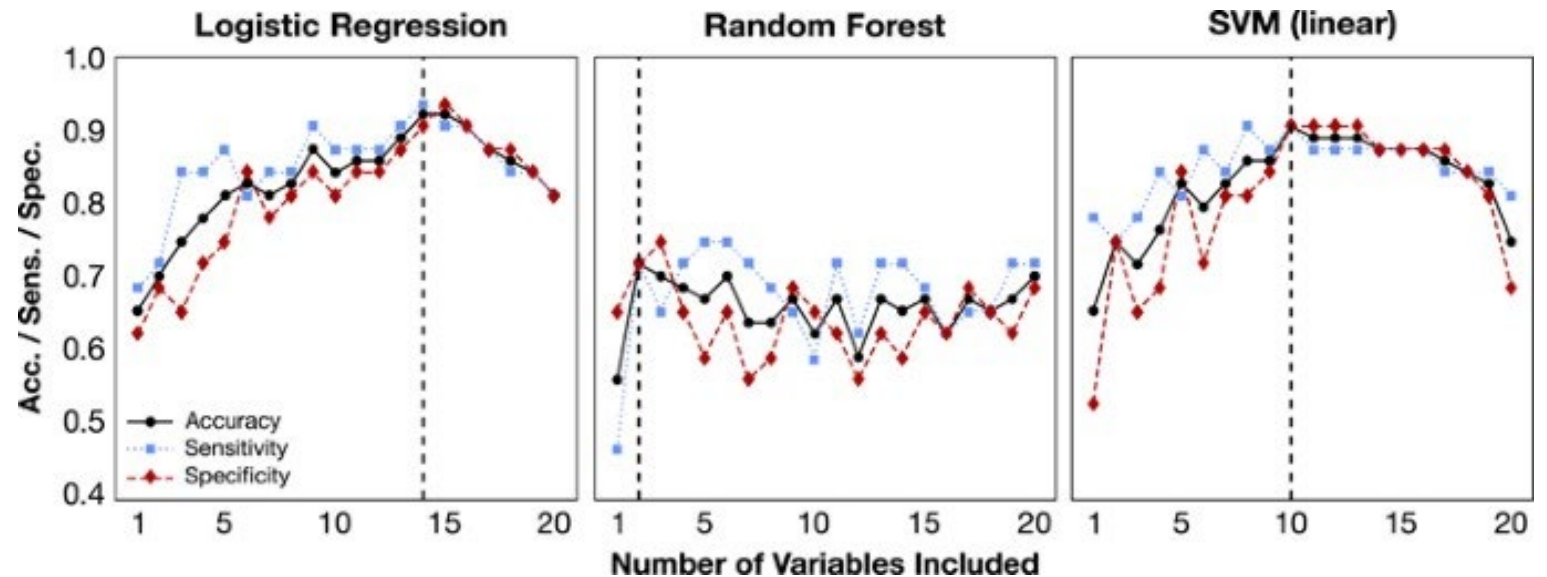 Logistic Regression
Random Forest
SVM (linear)
Acc. / Sens. / Spec.
1.0
0.9
0.8
0.7
0.6
0.5
0.4
Accuracy
Sensitivity
Specificity
1 5 10 15 20
1 5 10 15 20
1 5 10 15 20
Number of Variables Included